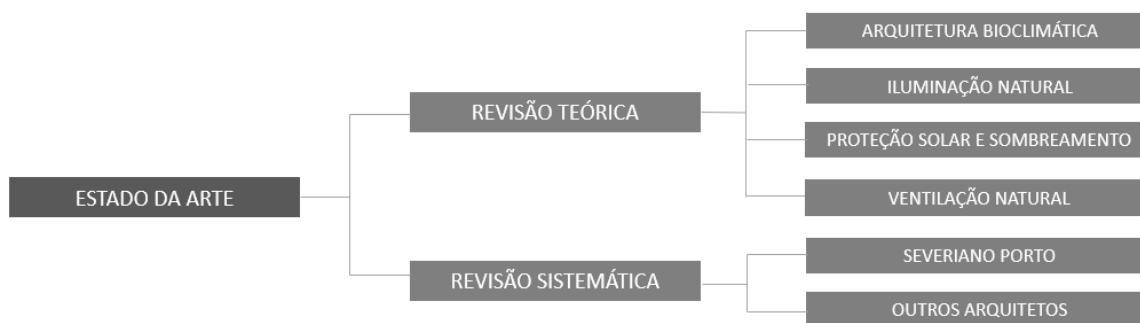 ESTADO DA ARTE
REVISÃO TEÓRICA
ARQUITETURA BIOCLIMÁTICA
ILUMINAÇÃO NATURAL
PROTEÇÃO SOLAR E SOMBREAMENTO
VENTILAÇÃO NATURAL
REVISÃO SISTEMÁTICA
SEVERIANO PORTO
OUTROS ARQUITETOS